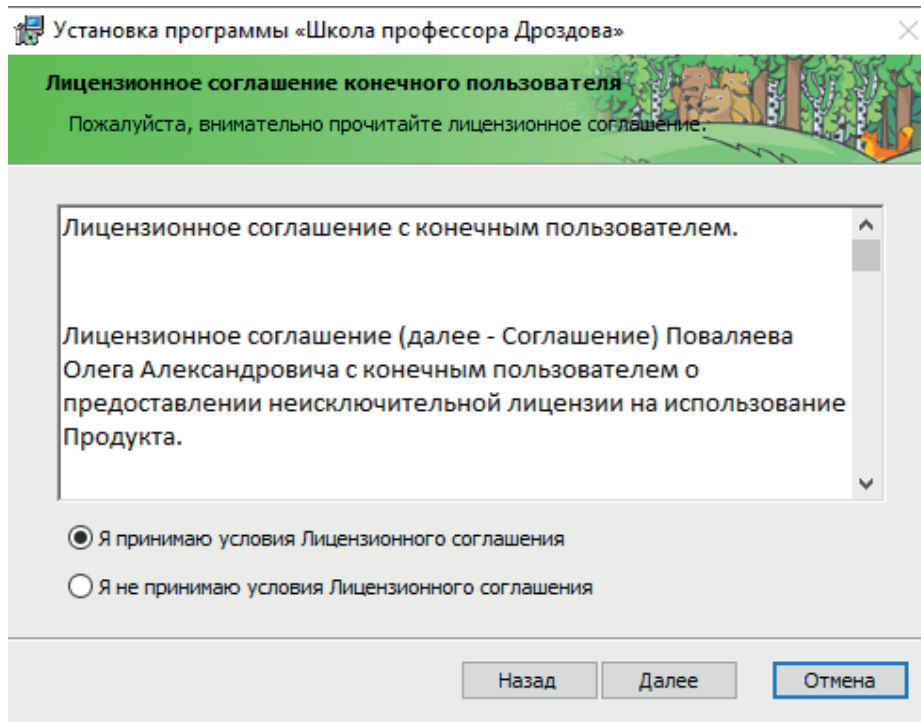 Установка программы «Школа профессора Дроздова»
Лицензионное соглашение конечного пользователя
Пожалуйста, внимательно прочитайте лицензионное соглашение.
Лицензионное соглашение с конечным пользователем.
Лицензионное соглашение (далее - Соглашение) Поваляева
Олега Александровича с конечным пользователем о
предоставлении неисключительной лицензии на использование
Продукта.
Я принимаю условия Лицензионного соглашения
Я не принимаю условия Лицензионного соглашения
Назад Далее Отмена